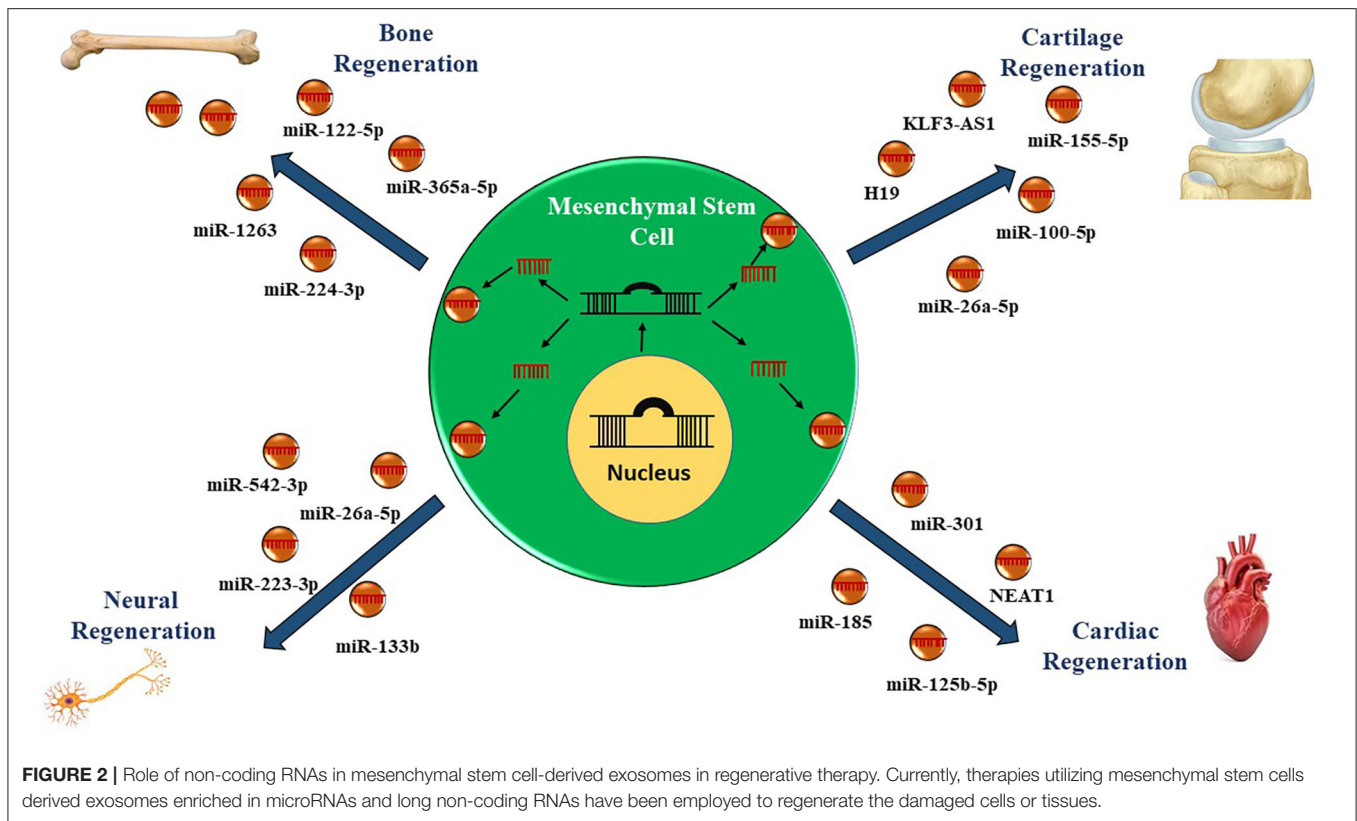 Bone
Regeneration
miR-122-5p
miR-365a-5p
miR-1263
miR-224-3p
Cartilage
Regeneration
KLF3-AS1
miR-155-5p
H19
miR-100-5p
miR-26a-5p
Mesenchymal Stem
Cell
Nucleus
miR-542-3p
miR-26a-5p
miR-223-3p
miR-133b
Neural
Regeneration
miR-301
NEAT1
miR-185
miR-125b-5p
Cardiac
Regeneration
FIGURE 2 | Role of non-coding RNAs in mesenchymal stem cell-derived exosomes in regenerative therapy. Currently, therapies utilizing mesenchymal stem cells
derived exosomes enriched in microRNAs and long non-coding RNAs have been employed to regenerate the damaged cells or tissues.